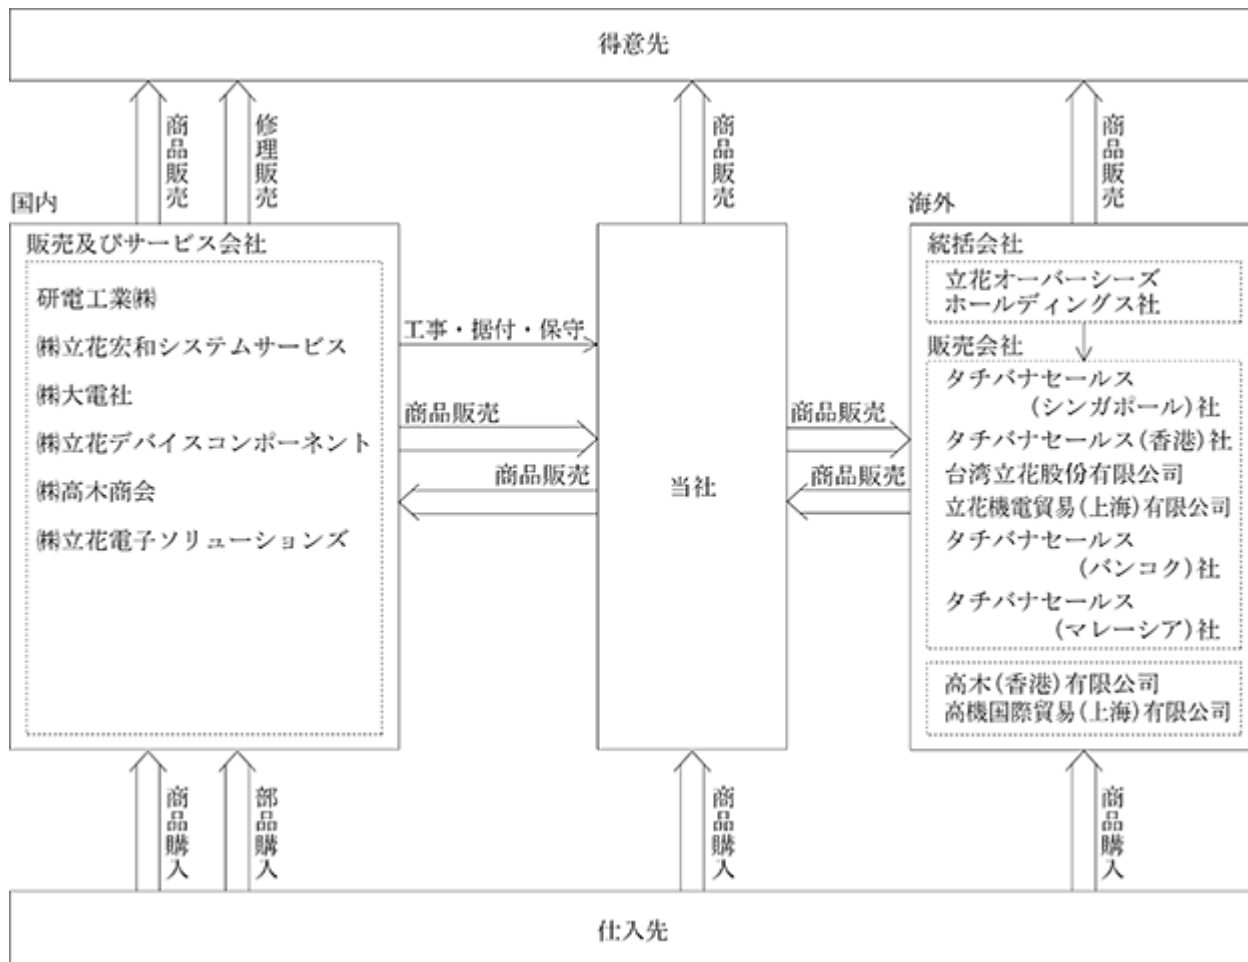 得意先
商品販売
修理販売
商品販売
商品販売
国内
販売及びサービス会社
研電工業㈱
㈱立花宏和システムサービス
㈱大電社
㈱立花デバイスコンポーネント
㈱高木商会
㈱立花電子ソリューションズ
工事・据付・保守
商品販売
商品販売
当社
商品販売
商品販売
海外
統括会社
立花オーバーシーズ
ホールディングス社
販売会社
タチバナセールス
(シンガポール)社
タチバナセールス(香港)社
台湾立花股份有限公司
立花機電貿易(上海)有限公司
タチバナセールス
(バンコク)社
タチバナセールス
(マレーシア)社
高木(香港)有限公司
高機国際貿易(上海)有限公司
商品購入
部品購入
商品購入
商品購入
仕入先